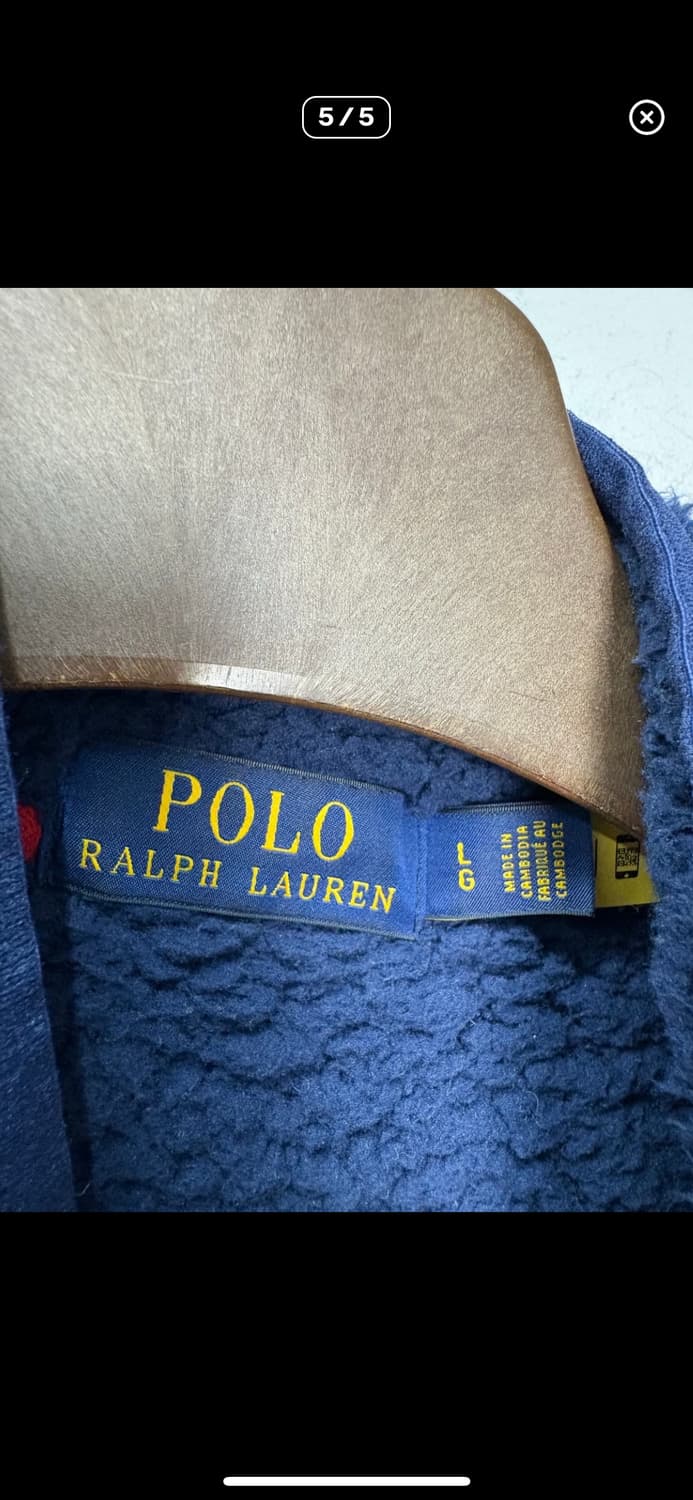 5/5
POLO
RALPH LAUREN
L
G
MADE IN
CAMBODIA
FABRIQUÉ AU
CAMBODGE